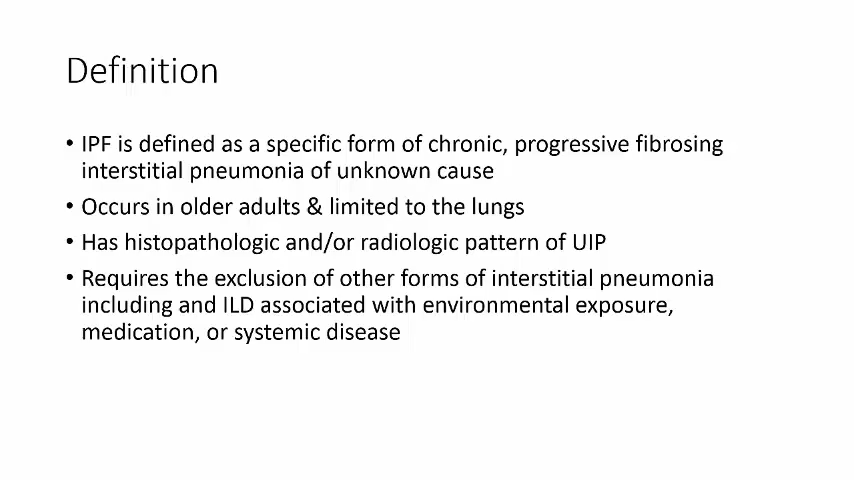 Definition
• IPF is defined as a specific form of chronic, progressive fibrosing
interstitial pneumonia of unknown cause
• Occurs in older adults & limited to the lungs
• Has histopathologic and/or radiologic pattern of UIP
• Requires the exclusion of other forms of interstitial pneumonia
including and ILD associated with environmental exposure,
medication, or systemic disease